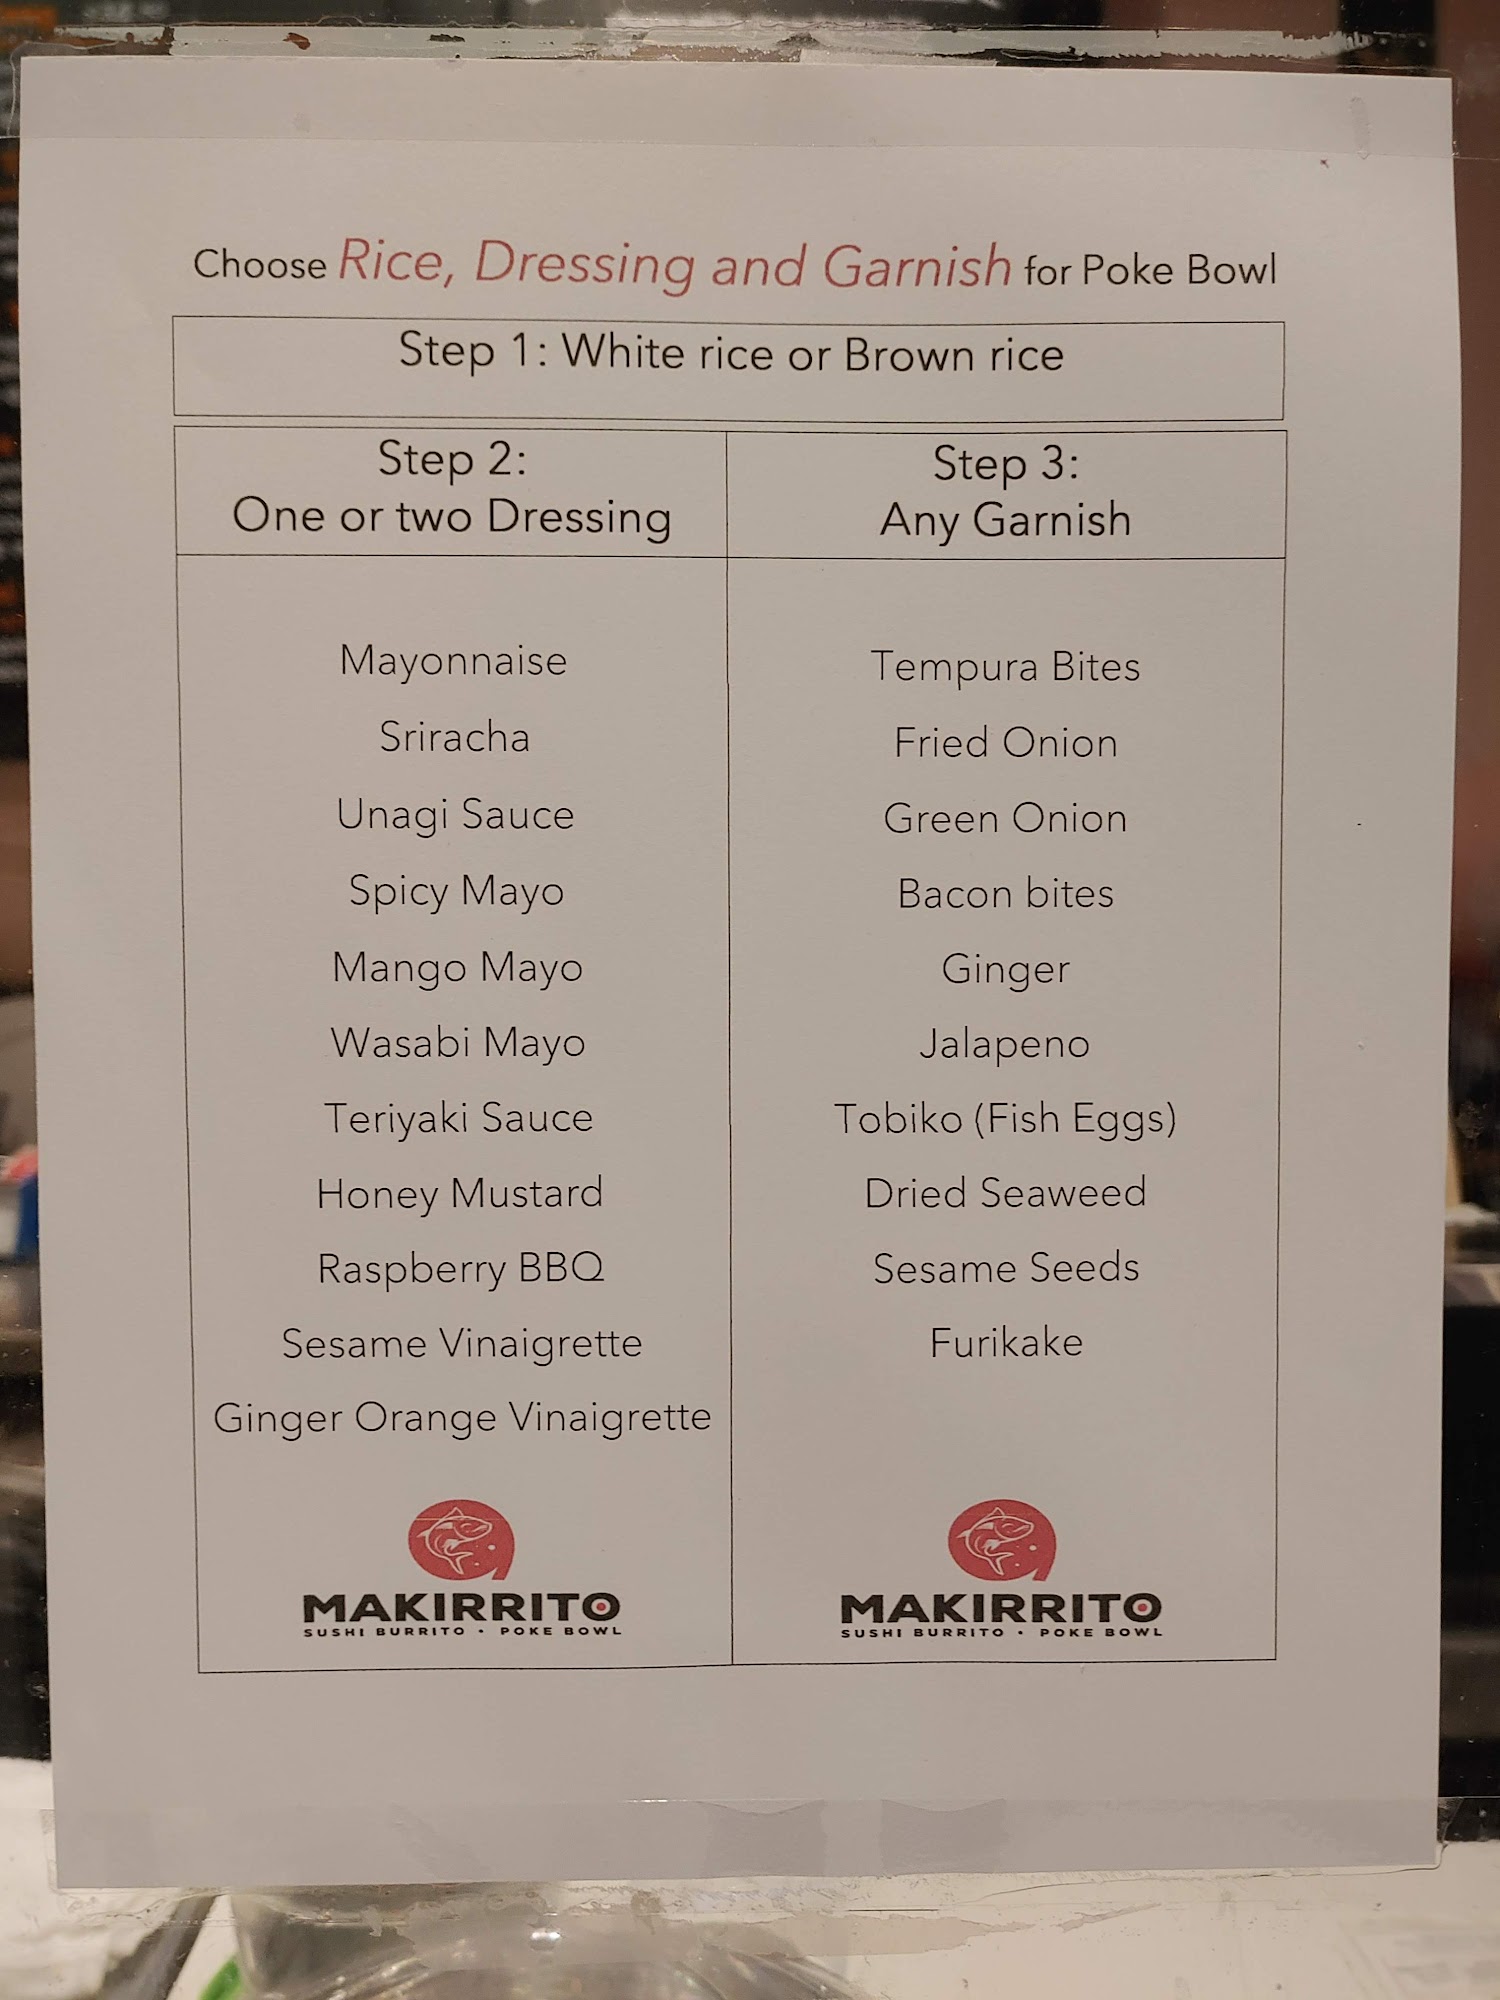 Choose Rice, Dressing and Garnish for Poke Bowl
Step 1: White rice or Brown rice
Step 2:
One or two Dressing
Mayonnaise
Sriracha
Unagi Sauce
Spicy Mayo
Mango Mayo
Wasabi Mayo
Teriyaki Sauce
Honey Mustard
Raspberry BBQ
Sesame Vinaigrette
Ginger Orange Vinaigrette
MAKIRRITO
SUSHI BURRITO • POKE BOWL
Step 3:
Any Garnish
Tempura Bites
Fried Onion
Green Onion
Bacon bites
Ginger
Jalapeno
Tobiko (Fish Eggs)
Dried Seaweed
Sesame Seeds
Furikake
MAKIRRITO
SUSHI BURRITO • POKE BOWL